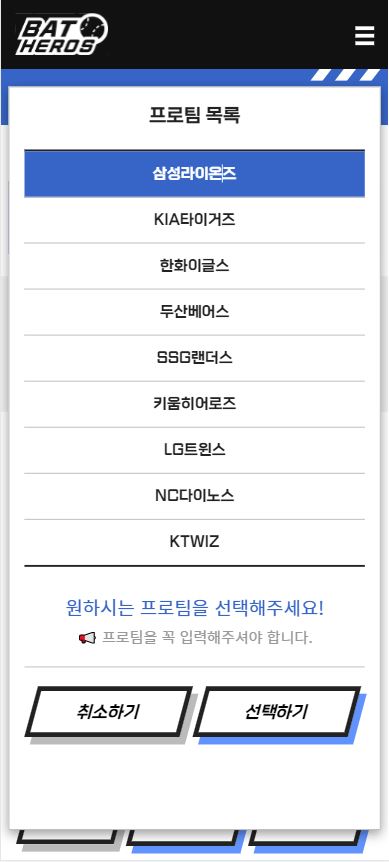 BAT
HEROS
프로팀 목록
삼성라이온즈
KIA타이거즈
한화이글스
두산베어스
SSG랜더스
키움히어로즈
LG트윈스
NC다이노스
KTWIZ
원하시는 프로팀을 선택해주세요!
프로팀을 꼭 입력해주셔야 합니다.
취소하기
선택하기